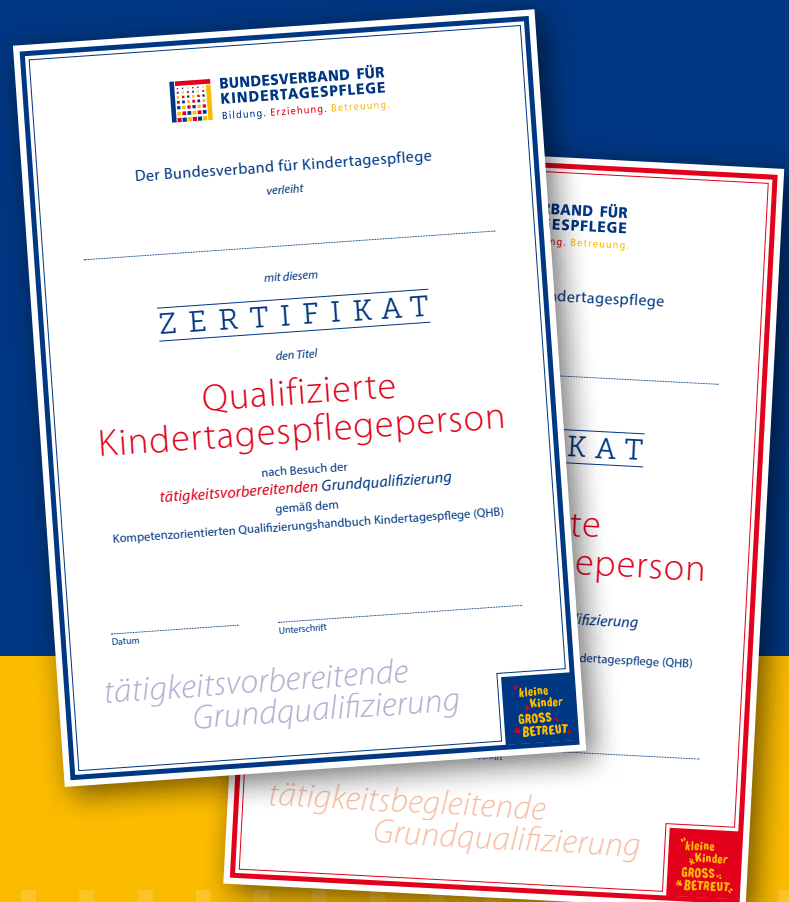 BUNDESVERBAND FÜR
KINDERTAGESPFLEGE
Bildung. Erziehung. Betreuung.
Der Bundesverband für Kindertagespflege
verleiht
mit diesem
ZERTIFIKAT
den Titel
Qualifizierte
Kindertagespflegeperson
nach Besuch der
tätigkeitsvorbereitenden Grundqualifizierung
gemäß dem
Kompetenzorientierten Qualifizierungshandbuch Kindertagespflege (QHB)
Datum
Unterschrift
tätigkeitsvorbereitende
Grundqualifizierung
kleine
Kinder
GROSS
BETREUT.
BAND FÜR
ESPFLEGE
ng. Betreuung.
ndertagespflege
KAT
te
eperson
lifizierung
dertagespflege (QHB)
tätigkeitsbegleitende
Grundqualifizierung
kleine
Kinder
GROSS
BETREUT.